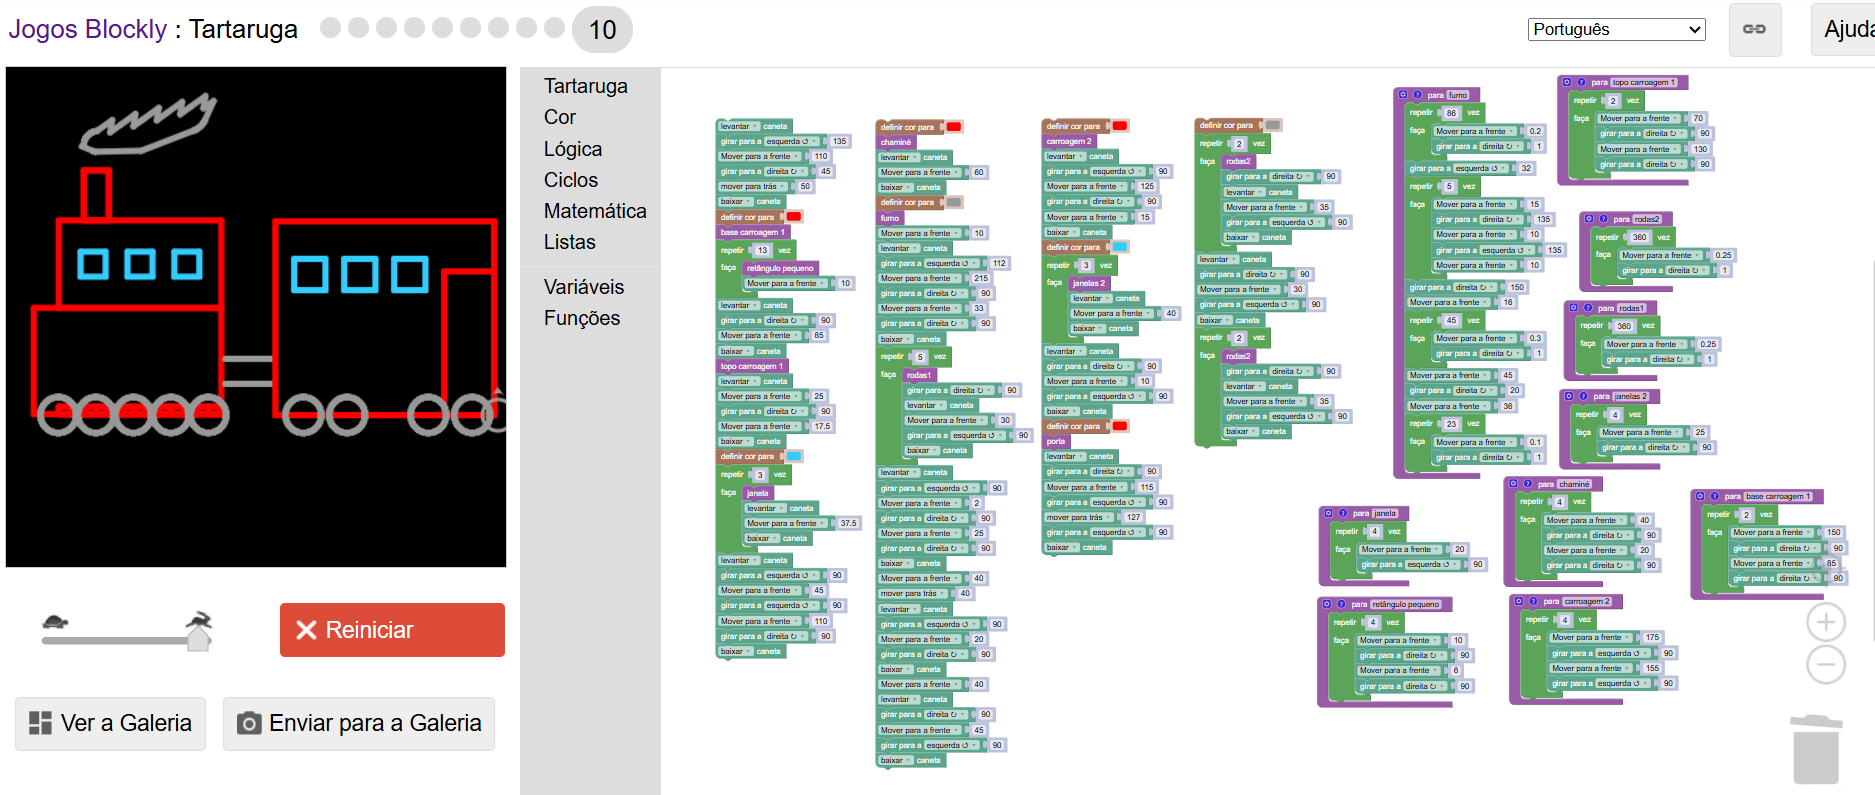 Jogos Blockly : Tartaruga
10
Português
Ajuda
Tartaruga
Cor
Lógica
Ciclos
Matemática
Listas
Variáveis
Funções
Reiniciar
Ver a Galeria
Enviar para a Galeria
levantar caneta
girar para a esquerda ↺ 135
Mover para a frente 110
girar para a direita ↻ 45
mover para trás 50
baixar caneta
definir cor para
base carroagem 1
repetir 13 vez
faça retângulo pequeno
Mover para a frente 10
levantar caneta
girar para a direita ↻ 90
Mover para a frente 85
baixar caneta
topo carroagem 1
levantar caneta
Mover para a frente 25
girar para a direita ↻ 90
Mover para a frente 17.5
baixar caneta
definir cor para
repetir 3 vez
faça janela
levantar caneta
Mover para a frente 37.5
baixar caneta
levantar caneta
girar para a esquerda ↺ 90
Mover para a frente 45
girar para a esquerda ↺ 90
Mover para a frente 110
girar para a direita ↻ 90
baixar caneta
definir cor para
chaminé
levantar caneta
Mover para a frente 60
baixar caneta
definir cor para
fumo
Mover para a frente 10
levantar caneta
girar para a esquerda ↺ 112
Mover para a frente 215
girar para a direita ↻ 90
Mover para a frente 33
girar para a direita ↻ 90
repetir 5 vez
faça rodas1
girar para a direita ↻ 90
levantar caneta
Mover para a frente 30
girar para a esquerda ↺ 90
baixar caneta
levantar caneta
girar para a esquerda ↺ 90
Mover para a frente 2
girar para a direita ↻ 90
Mover para a frente 25
girar para a direita ↻ 90
baixar caneta
Mover para a frente 40
mover para trás 40
levantar caneta
girar para a esquerda ↺ 90
Mover para a frente 20
girar para a direita ↻ 90
baixar caneta
Mover para a frente 40
levantar caneta
girar para a direita ↻ 90
Mover para a frente 45
girar para a esquerda ↺ 90
baixar caneta
definir cor para
carroagem 2
levantar caneta
girar para a esquerda ↺ 90
Mover para a frente 125
girar para a direita ↻ 90
Mover para a frente 15
baixar caneta
definir cor para
repetir 3 vez
faça janelas 2
levantar caneta
Mover para a frente 40
baixar caneta
levantar caneta
girar para a direita ↻ 90
Mover para a frente 10
girar para a esquerda ↺ 90
baixar caneta
definir cor para
porta
levantar caneta
girar para a direita ↻ 90
Mover para a frente 115
girar para a esquerda ↺ 90
mover para trás 127
girar para a esquerda ↺ 90
baixar caneta
definir cor para
repetir 2 vez
faça rodas2
girar para a direita ↻ 90
levantar caneta
Mover para a frente 35
girar para a esquerda ↺ 90
baixar caneta
levantar caneta
girar para a direita ↻ 90
Mover para a frente 30
girar para a esquerda ↺ 90
baixar caneta
repetir 2 vez
faça rodas2
girar para a direita ↻ 90
levantar caneta
Mover para a frente 35
girar para a esquerda ↺ 90
baixar caneta
para fumo
repetir 86 vez
faça Mover para a frente 0.2
girar para a direita ↻ 1
girar para a esquerda ↺ 32
repetir 5 vez
faça Mover para a frente 15
girar para a direita ↻ 135
Mover para a frente 10
girar para a esquerda ↺ 135
Mover para a frente 10
girar para a direita ↻ 150
Mover para a frente 16
repetir 45 vez
faça Mover para a frente 0.3
girar para a direita ↻ 1
Mover para a frente 45
girar para a direita ↻ 20
Mover para a frente 36
repetir 23 vez
faça Mover para a frente 0.1
girar para a direita ↻ 1
para topo carroagem 1
repetir 2 vez
faça Mover para a frente 70
girar para a direita ↻ 90
Mover para a frente 130
girar para a direita ↻ 90
para rodas2
repetir 360 vez
faça Mover para a frente 0.25
girar para a direita ↻ 1
para rodas1
repetir 360 vez
faça Mover para a frente 0.25
girar para a direita ↻ 1
para janelas 2
repetir 4 vez
faça Mover para a frente 25
girar para a direita ↻ 90
para chaminé
repetir 4 vez
faça Mover para a frente 40
girar para a direita ↻ 90
Mover para a frente 20
girar para a direita ↻ 90
para base carroagem 1
repetir 2 vez
faça Mover para a frente 150
girar para a direita ↻ 90
Mover para a frente 85
girar para a direita ↻ 90
para janela
repetir 4 vez
faça Mover para a frente 20
girar para a esquerda ↺ 90
para retângulo pequeno
repetir 4 vez
faça Mover para a frente 10
girar para a direita ↻ 90
Mover para a frente 6
girar para a direita ↻ 90
para carroagem 2
repetir 4 vez
faça Mover para a frente 175
girar para a esquerda ↺ 90
Mover para a frente 155
girar para a esquerda ↺ 90